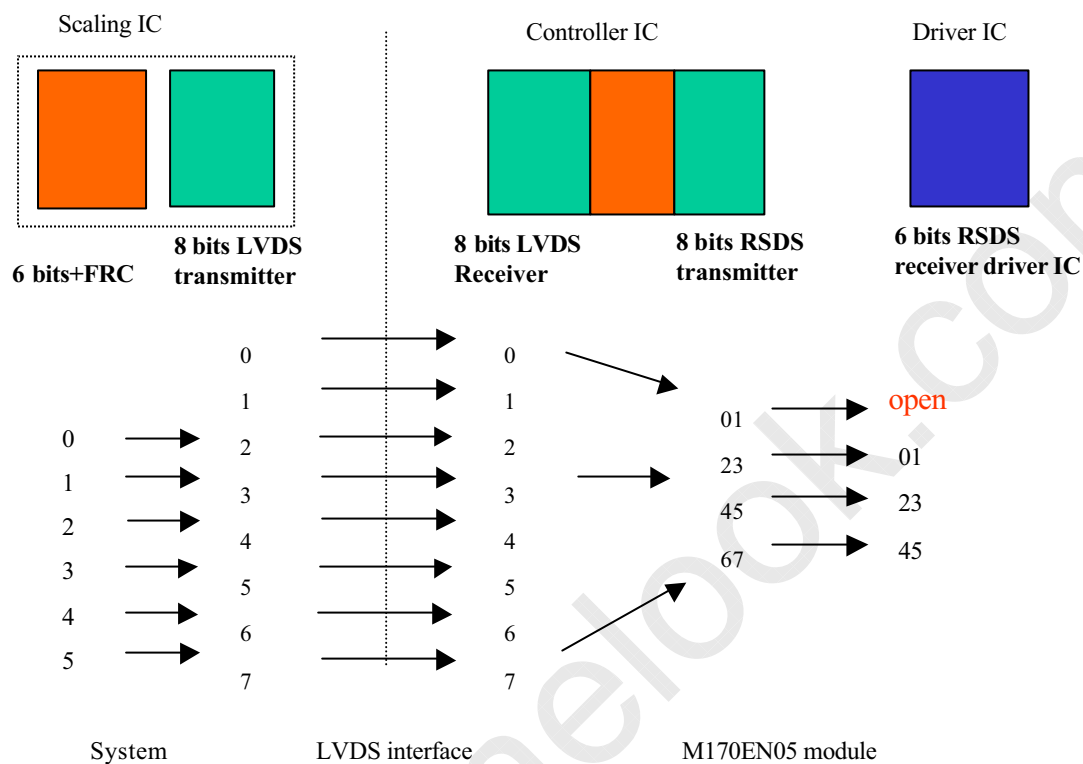 Scaling IC
Controller IC
Driver IC
6 bits+FRC
8 bits LVDS
transmitter
8 bits LVDS
Receiver
8 bits RSDS
transmitter
6 bits RSDS
receiver driver IC
0
1
2
3
4
5
0
1
2
3
4
5
6
7
0
1
2
3
4
5
6
7
01
23
45
67
open
01
23
45
System
LVDS interface
M170EN05 module